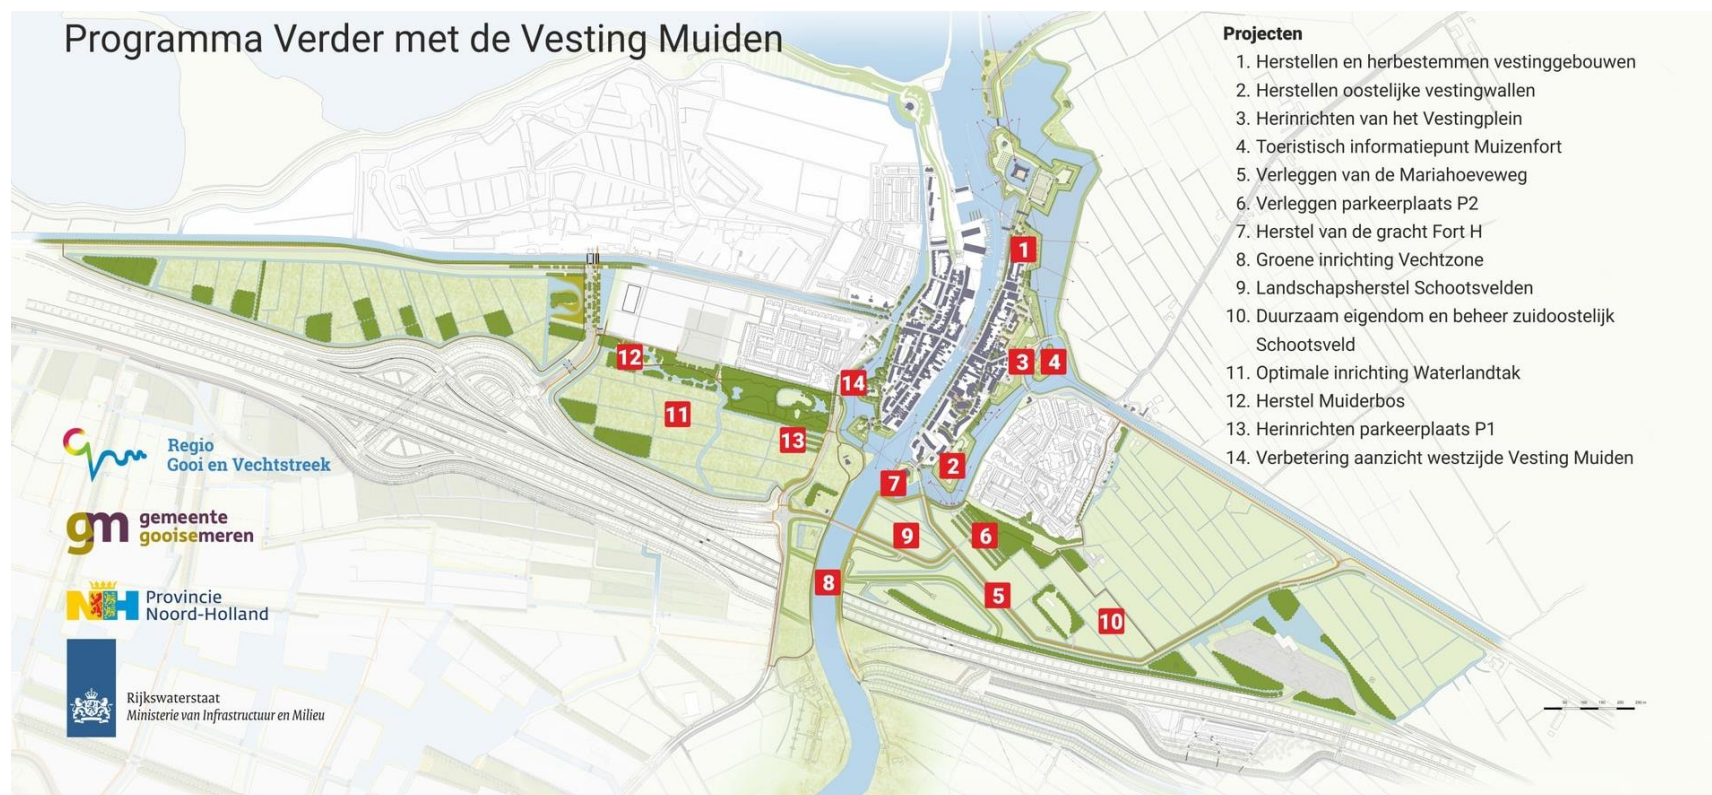 Programma Verder met de Vesting Muiden
Projecten
1. Herstellen en herbestemmen vestinggebouwen
2. Herstellen oostelijke vestingwallen
3. Herinrichten van het Vestingplein
4. Toeristisch informatiepunt Muizenfort
5. Verleggen van de Mariahoeveweg
6. Verleggen parkeerplaats P2
7. Herstel van de gracht Fort H
8. Groene inrichting Vechtzone
9. Landschapsherstel Schootsvelden
10. Duurzaam eigendom en beheer zuidoostelijk
Schootsveld
11. Optimale inrichting Waterlandtak
12. Herstel Muiderbos
13. Herinrichten parkeerplaats P1
14. Verbetering aanzicht westzijde Vesting Muiden
1
12
3
4
14
11
13
2
7
9
6
8
5
10
Regio
Gooi en Vechtstreek
gm
gemeente
gooisemeren
NH
Provincie
Noord-Holland
Rijkswaterstaat
Ministerie van Infrastructuur en Milieu